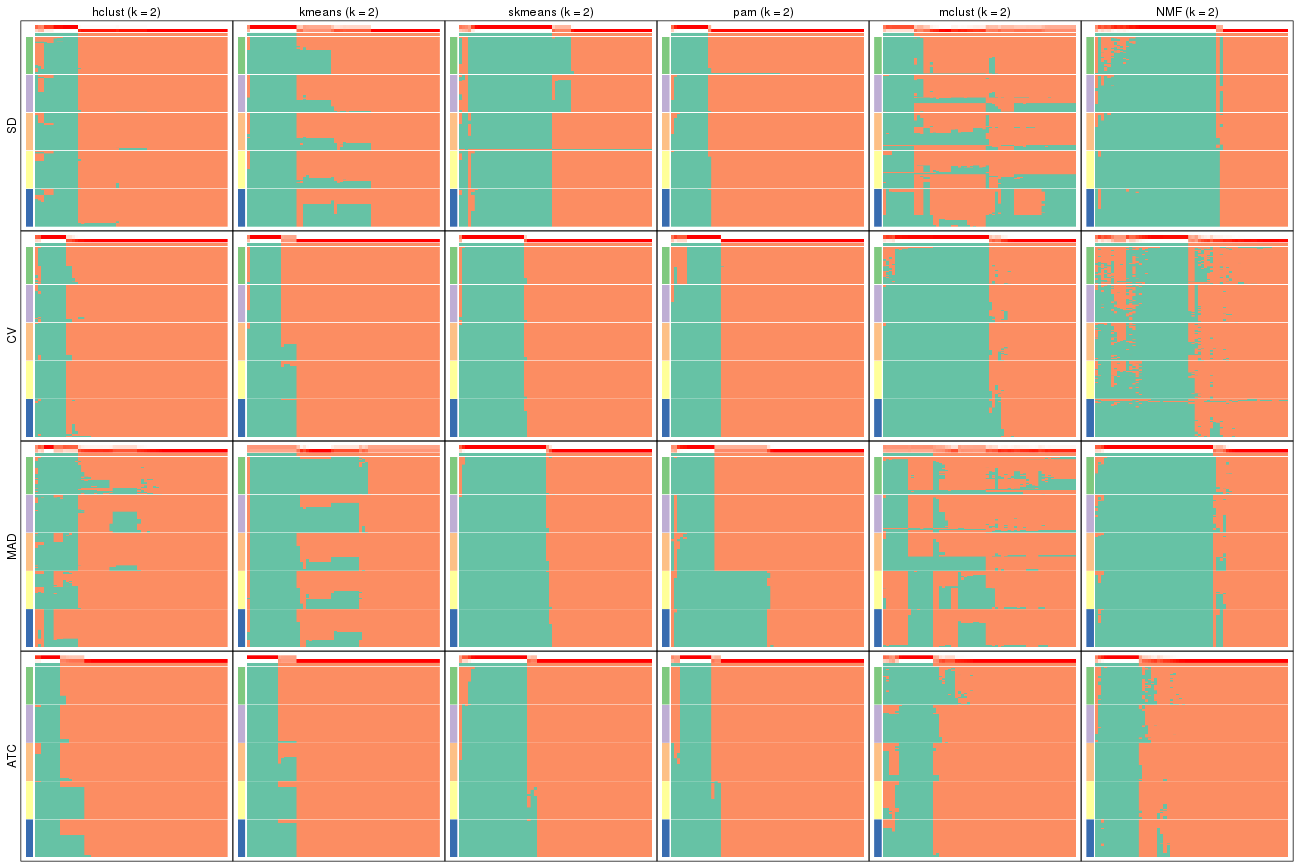 hclust (k = 2)
kmeans (k = 2)
skmeans (k = 2)
pam (k = 2)
mclust (k = 2)
NMF (k = 2)
SD
CV
MAD
ATC